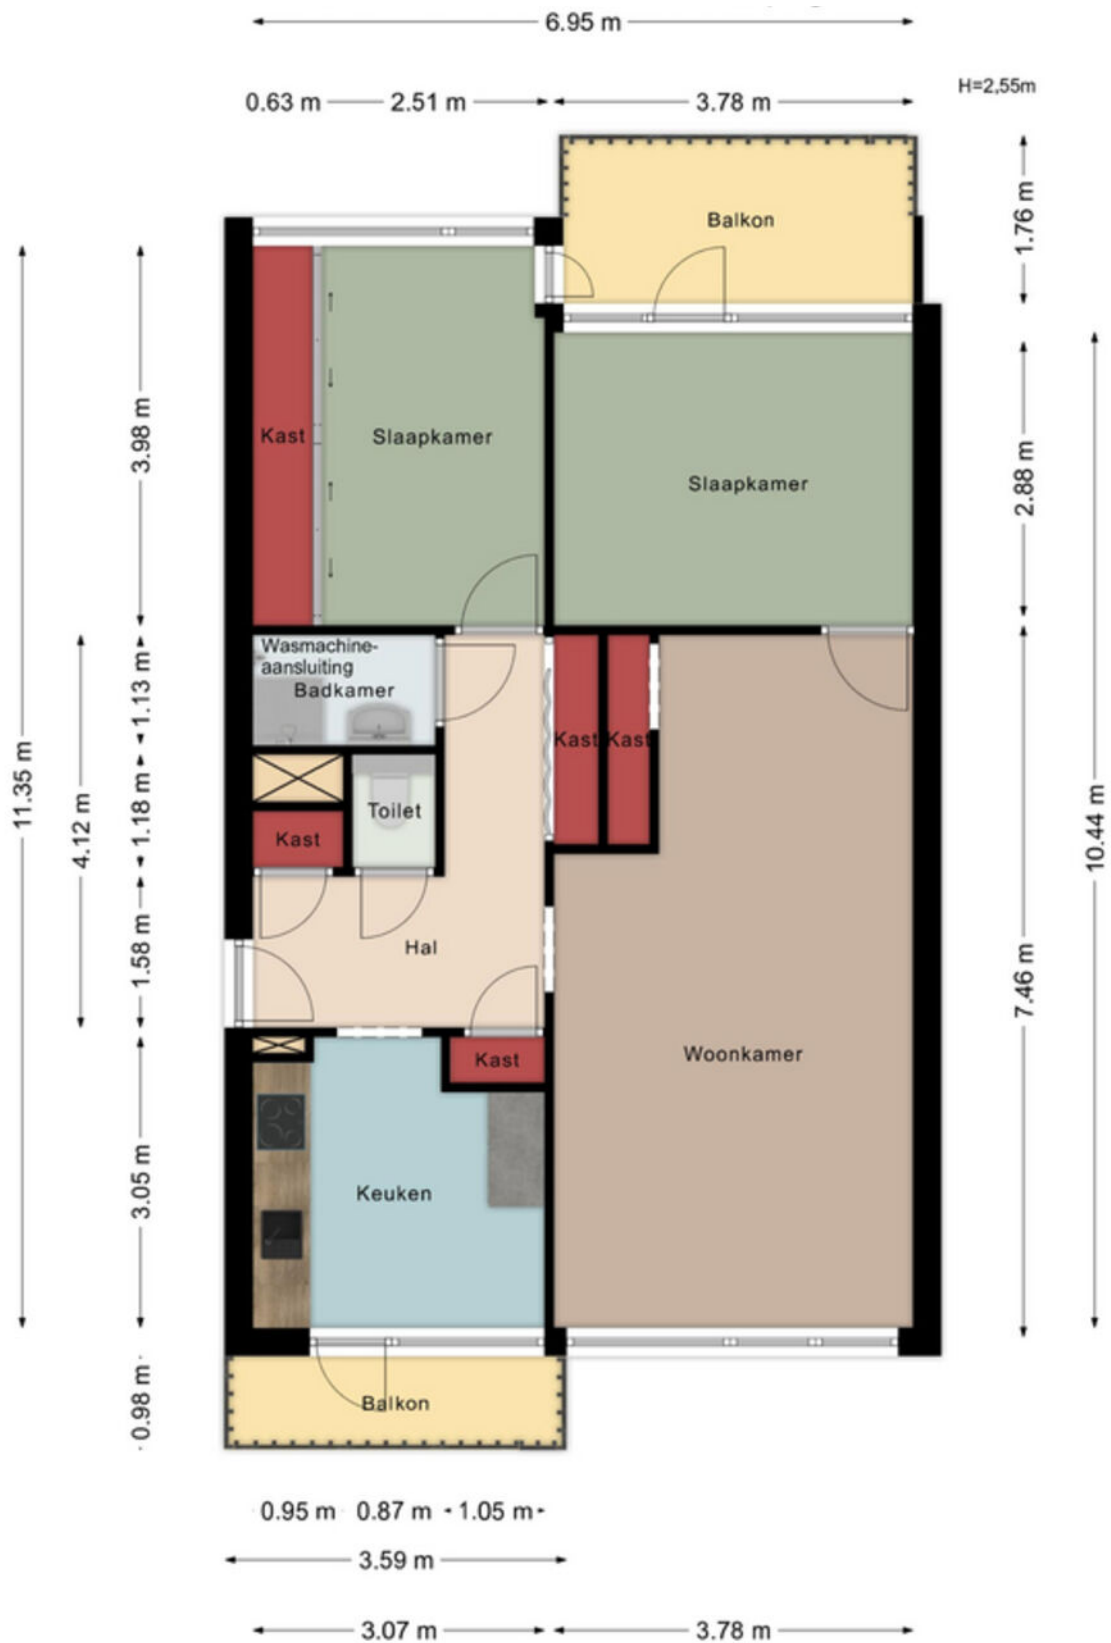 6.95 m
0.63 m
2.51 m
3.78 m
H=2,55m
Balkon
1.76 m
Kast
Slaapkamer
Slaapkamer
3.98 m
2.88 m
Wasmachine-
aansluiting
Badkamer
1.13 m
Kast
Kast
11.35 m
4.12 m
1.18 m
Toilet
Kast
10.44 m
1.58 m
Hal
7.46 m
Kast
Woonkamer
3.05 m
Keuken
0.98 m
Balkon
0.95 m
0.87 m
1.05 m
3.59 m
3.07 m
3.78 m